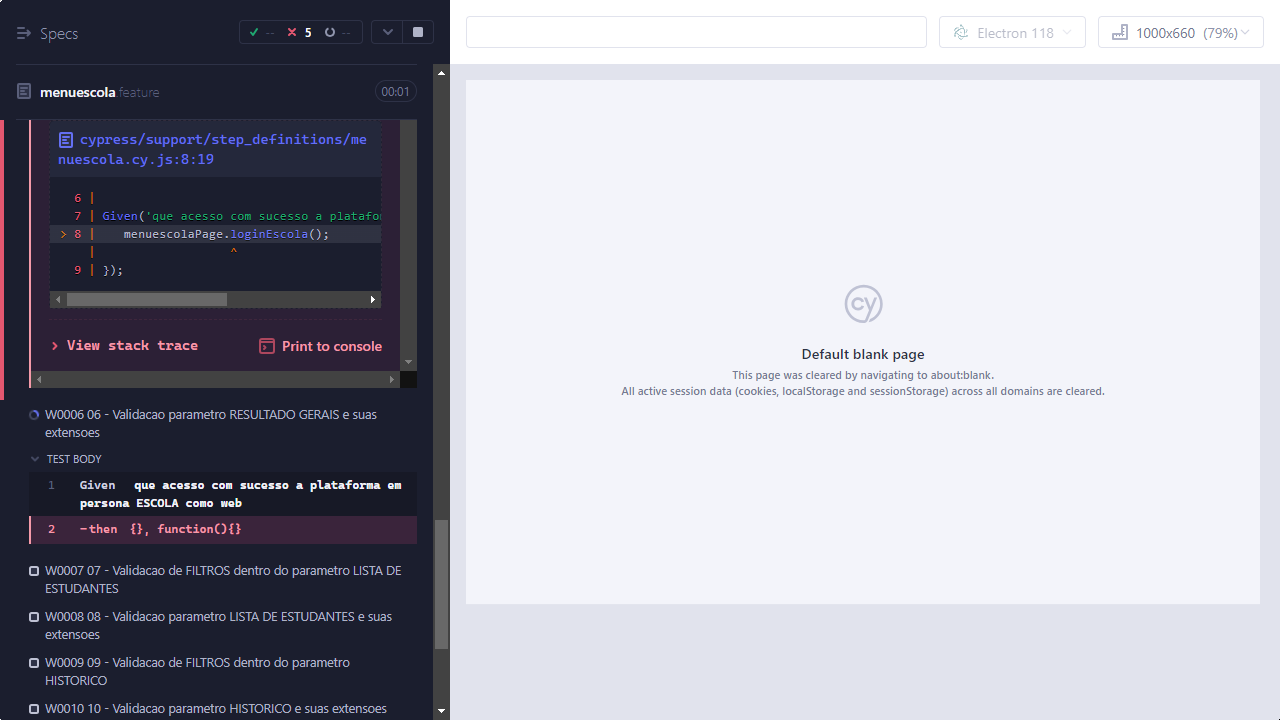 Specs
-- 5 --
menuescola.feature
00:01
cypress/support/step_definitions/me
nuescola.cy.js:8:19
6 |
7 | Given('que acesso com sucesso a platafor
> 8 |    menuescolaPage.loginEscola();
|                   ^
9 | });
View stack trace
Print to console
W0006 06 - Validacao parametro RESULTADO GERAIS e suas
extensoes
TEST BODY
1 Given que acesso com sucesso a plataforma em
persona ESCOLA como web
2 -then {}, function(){}
W0007 07 - Validacao de FILTROS dentro do parametro LISTA DE
ESTUDANTES
W0008 08 - Validacao parametro LISTA DE ESTUDANTES e suas
extensoes
W0009 09 - Validacao de FILTROS dentro do parametro
HISTORICO
W0010 10 - Validacao parametro HISTORICO e suas extensoes
Electron 118
1000x660 (79%)
cy
Default blank page
This page was cleared by navigating to about:blank.
All active session data (cookies, localStorage and sessionStorage) across all domains are cleared.